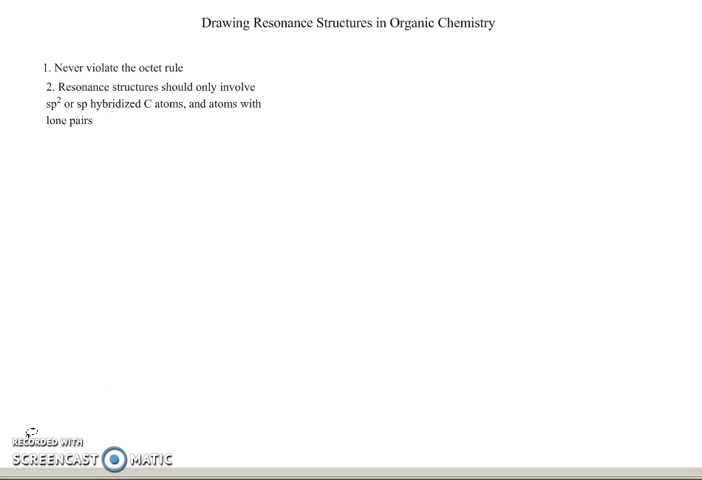 Drawing Resonance Structures in Organic Chemistry
1. Never violate the octet rule
2. Resonance structures should only involve
sp² or sp hybridized C atoms, and atoms with
lone pairs
RECORDED WITH
SCREENCAST MATIC